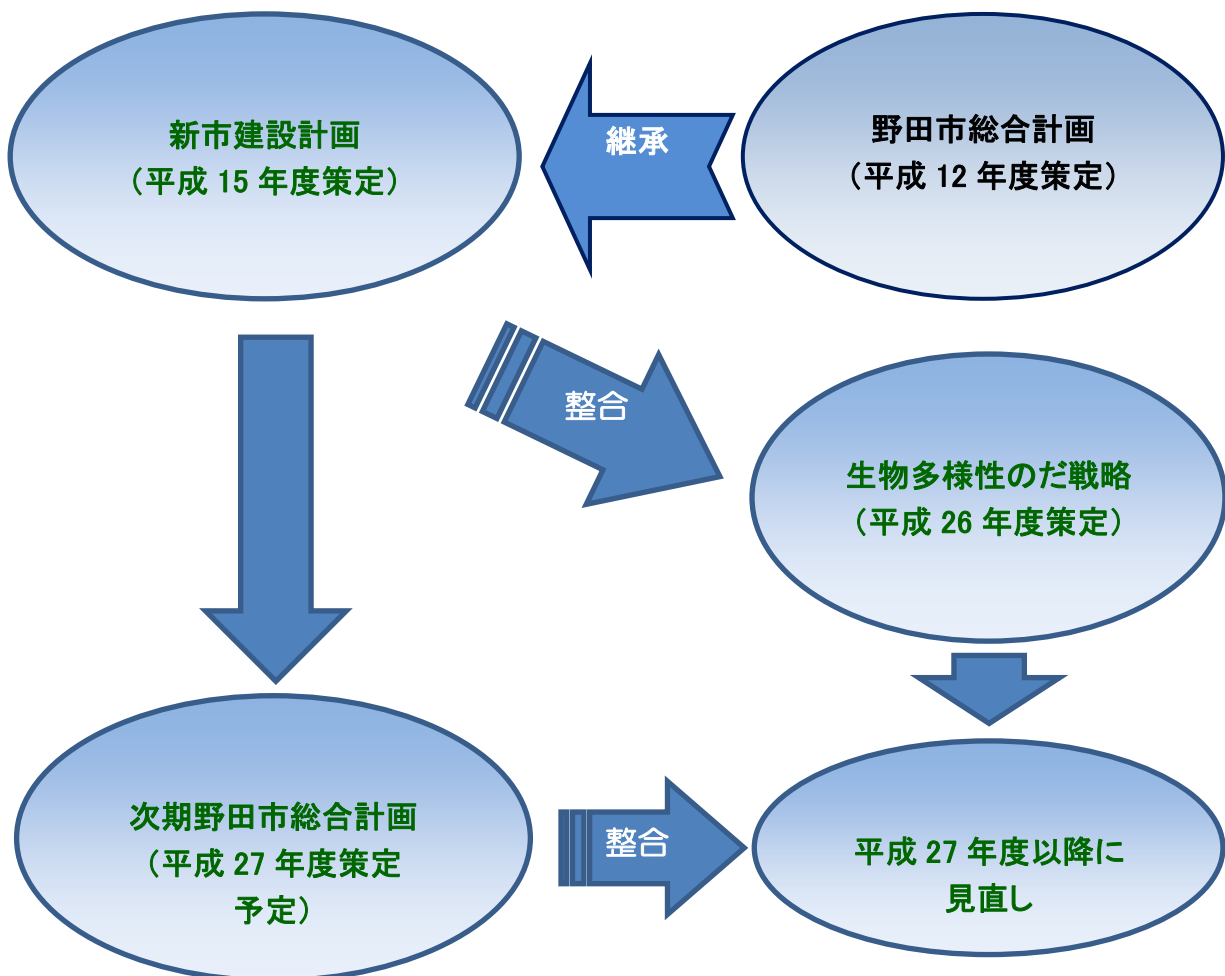 新市建設計画
（平成 15 年度策定）
継承
野田市総合計画
（平成 12 年度策定）
整合
生物多様性のだ戦略
（平成 26 年度策定）
次期野田市総合計画
（平成 27 年度策定
予定）
整合
平成 27 年度以降に
見直し